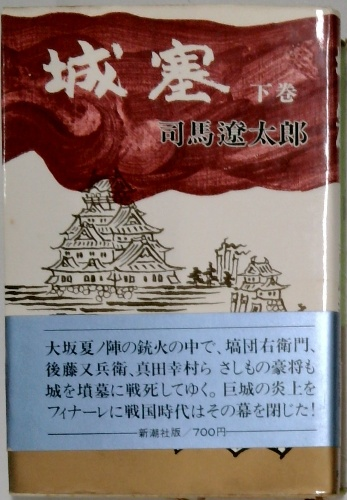 城塞 下巻
司馬遼太郎
大坂夏ノ陣の銃火の中で、塙団右衛門、
後藤又兵衛、真田幸村ら さしもの豪将も
城を墳墓に戦死してゆく。巨城の炎上を
フィナーレに戦国時代はその幕を閉じた!
新潮社版／700円